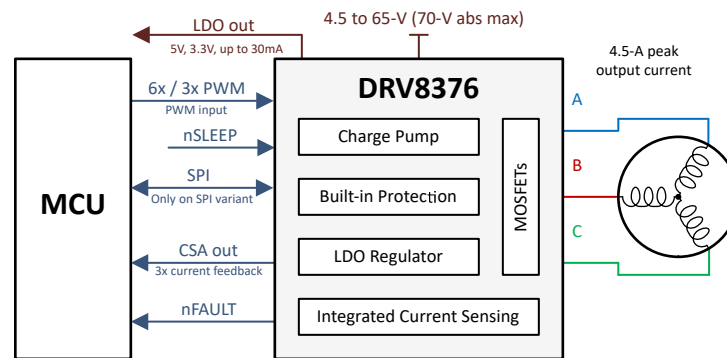 LDO out
5V, 3.3V, up to 30mA
4.5 to 65-V (70-V abs max)
4.5-A peak
output current
MCU
6x / 3x PWM
PWM input
nSLEEP
SPI
Only on SPI variant
CSA out
3x current feedback
nFAULT
DRV8376
Charge Pump
Built-in Protection
LDO Regulator
Integrated Current Sensing
MOSFETs
A
B
C